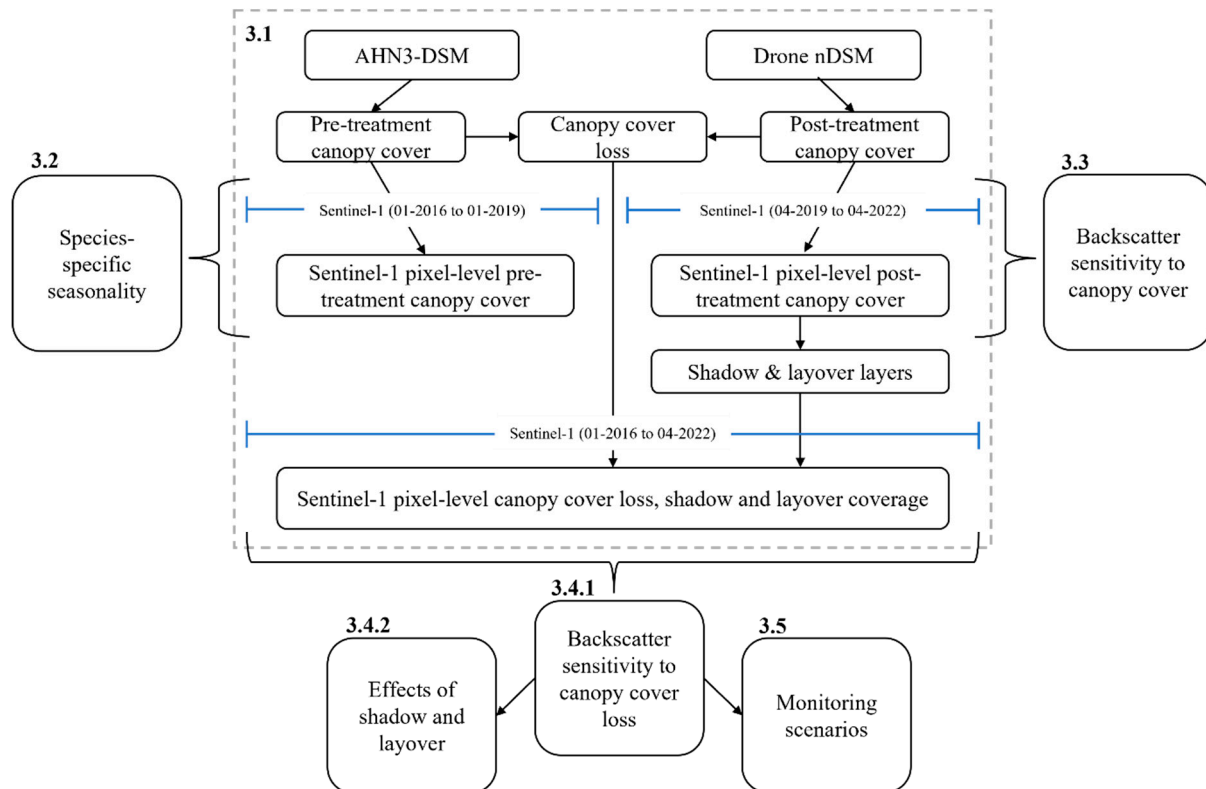 3.1
AHN3-DSM
Drone nDSM
Pre-treatment
canopy cover
Canopy cover
loss
Post-treatment
canopy cover
3.2
Species-
specific
seasonality
Sentinel-1 (01-2016 to 01-2019)
Sentinel-1 (04-2019 to 04-2022)
3.3
Backscatter
sensitivity to
canopy cover
Sentinel-1 pixel-level pre-
treatment canopy cover
Sentinel-1 pixel-level post-
treatment canopy cover
Shadow & layover layers
Sentinel-1 (01-2016 to 04-2022)
Sentinel-1 pixel-level canopy cover loss, shadow and layover coverage
3.4.2
Effects of
shadow and
layover
3.4.1
Backscatter
sensitivity to
canopy cover
loss
3.5
Monitoring
scenarios